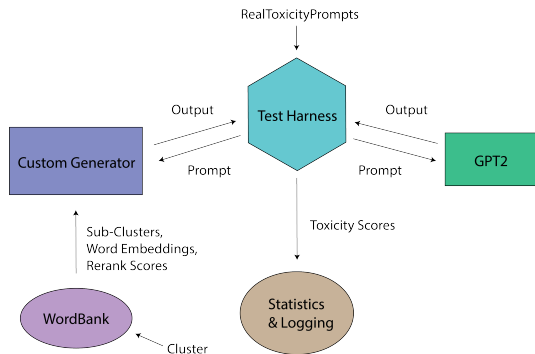 RealToxicityPrompts
Test Harness
Output
Prompt
Output
Prompt
Custom Generator
GPT2
Toxicity Scores
Sub-Clusters,
Word Embeddings,
Rerank Scores
WordBank
Cluster
Statistics
& Logging